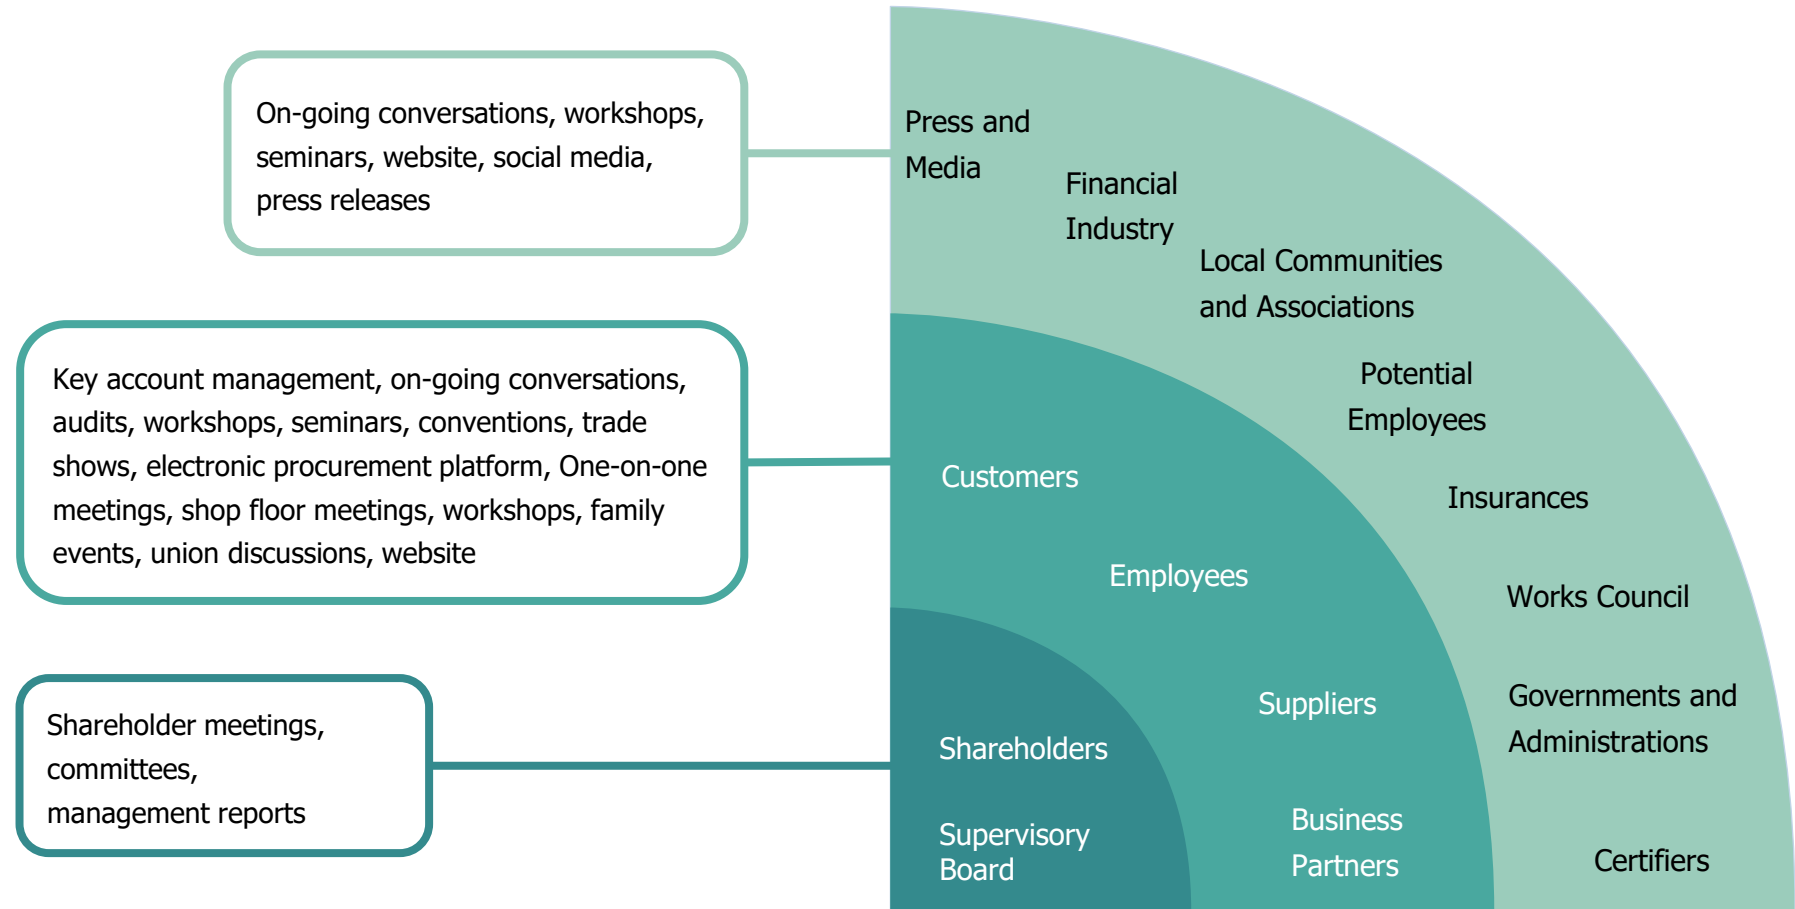 On-going conversations, workshops,
seminars, website, social media,
press releases
Key account management, on-going conversations,
audits, workshops, seminars, conventions, trade
shows, electronic procurement platform, One-on-one
meetings, shop floor meetings, workshops, family
events, union discussions, website
Shareholder meetings,
committees,
management reports
Press and
Media
Financial
Industry
Local Communities
and Associations
Potential
Employees
Insurances
Works Council
Governments and
Administrations
Certifiers
Customers
Employees
Suppliers
Business
Partners
Shareholders
Supervisory
Board